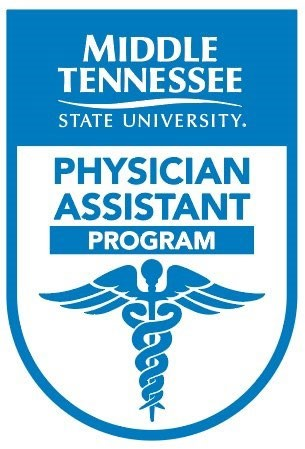 MIDDLE
TENNESSEE
STATE UNIVERSITY.
PHYSICIAN
ASSISTANT
PROGRAM